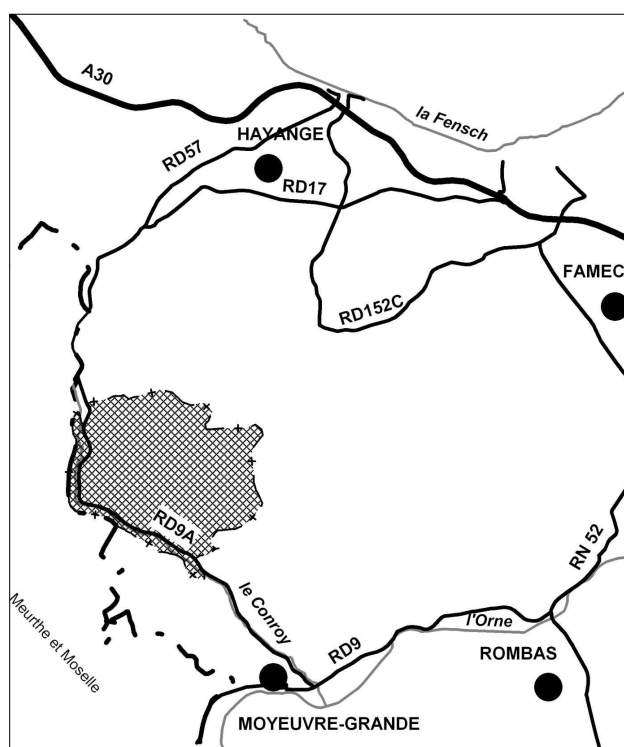 A30
la Fensch
HAYANGE
RD57
RD17
FAMEC
RD152C
RD9A
RN 52
le Conroy
Meurthe et Moselle
l'Orne
RD9
ROMBAS
MOYEUVRE-GRANDE